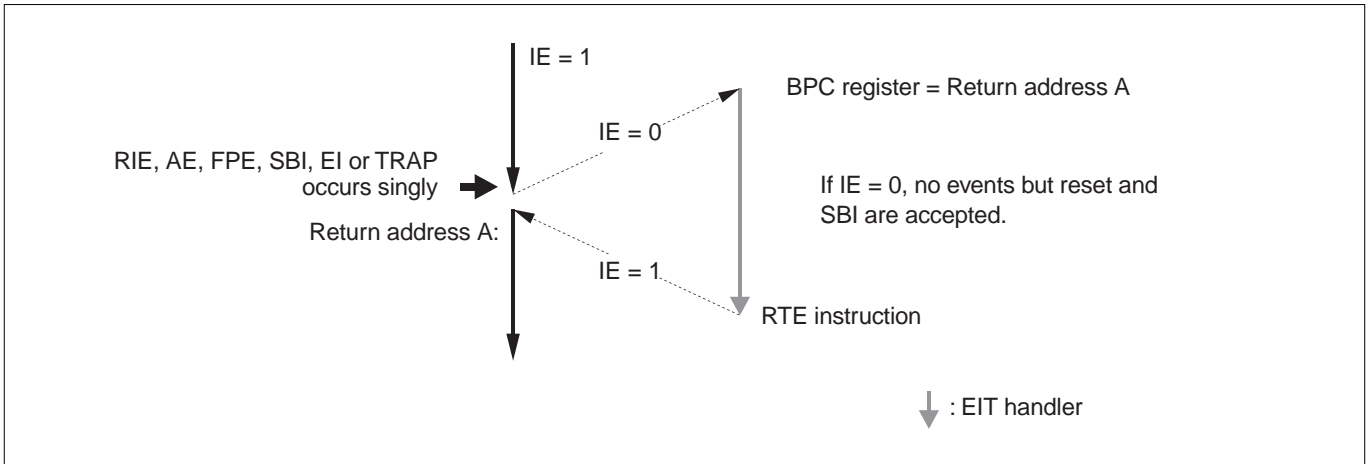 IE = 1
BPC register = Return address A
IE = 0
RIE, AE, FPE, SBI, EI or TRAP
occurs singly
If IE = 0, no events but reset and
SBI are accepted.
Return address A:
IE = 1
RTE instruction
: EIT handler